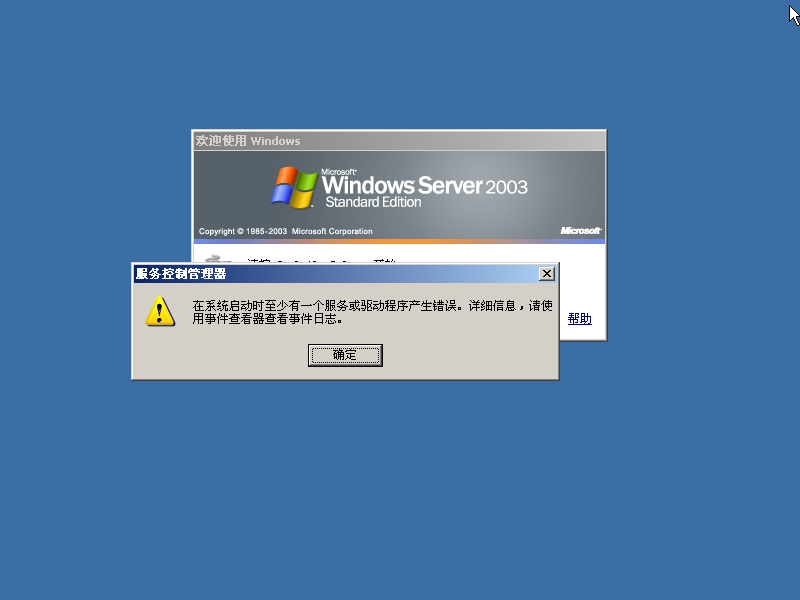 欢迎使用 Windows
Microsoft
Windows Server 2003
Standard Edition
Copyright © 1985-2003 Microsoft Corporation
Microsoft
服务控制管理器
在系统启动时至少有一个服务或驱动程序产生错误。详细信息，请使
用事件查看器查看事件日志。
帮助
确定